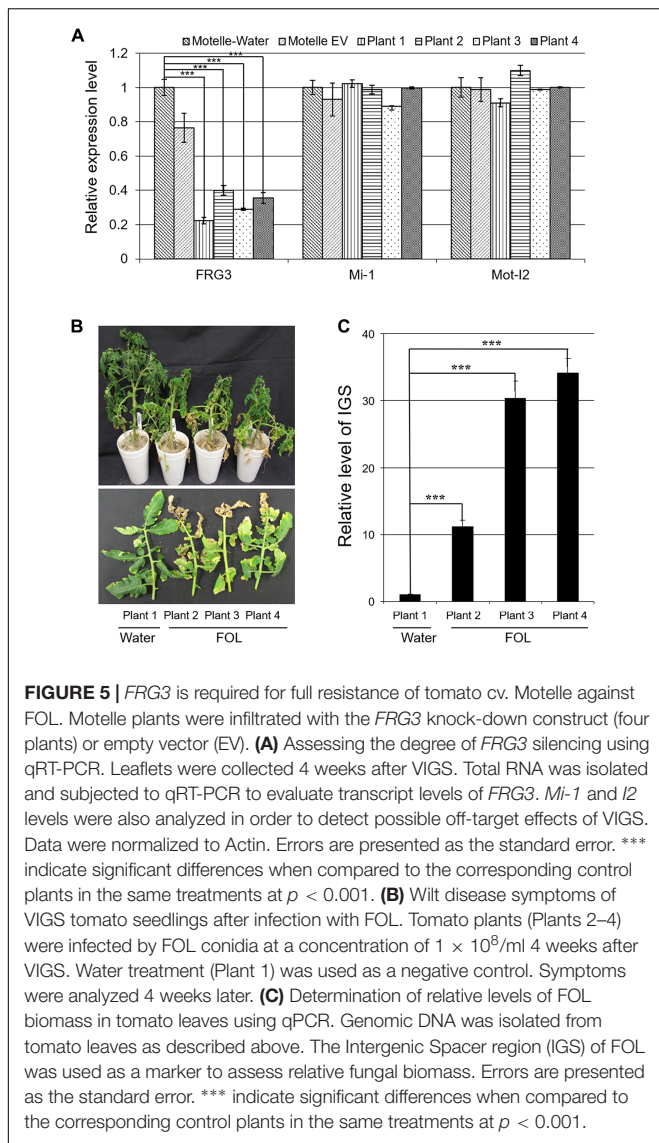 A
Motelle-Water Motelle EV Plant 1 Plant 2 Plant 3 Plant 4
Relative expression level
1.2
1
0.8
0.6
0.4
0.2
0
***
***
***
***
FRG3 Mi-1 Mot-I2
B
Plant 1 Plant 2 Plant 3 Plant 4
Water FOL
C
Relative level of IGS
40
30
20
10
0
***
***
***
Plant 1 Plant 2 Plant 3 Plant 4
Water FOL
FIGURE 5 | FRG3 is required for full resistance of tomato cv. Motelle against
FOL. Motelle plants were infiltrated with the FRG3 knock-down construct (four
plants) or empty vector (EV). (A) Assessing the degree of FRG3 silencing using
qRT-PCR. Leaflets were collected 4 weeks after VIGS. Total RNA was isolated
and subjected to qRT-PCR to evaluate transcript levels of FRG3. Mi-1 and I2
levels were also analyzed in order to detect possible off-target effects of VIGS.
Data were normalized to Actin. Errors are presented as the standard error. ***
indicate significant differences when compared to the corresponding control
plants in the same treatments at p < 0.001. (B) Wilt disease symptoms of
VIGS tomato seedlings after infection with FOL. Tomato plants (Plants 2–4)
were infected by FOL conidia at a concentration of 1 × 10⁸/ml 4 weeks after
VIGS. Water treatment (Plant 1) was used as a negative control. Symptoms
were analyzed 4 weeks later. (C) Determination of relative levels of FOL
biomass in tomato leaves using qPCR. Genomic DNA was isolated from
tomato leaves as described above. The Intergenic Spacer region (IGS) of FOL
was used as a marker to assess relative fungal biomass. Errors are presented
as the standard error. *** indicate significant differences when compared to
the corresponding control plants in the same treatments at p < 0.001.